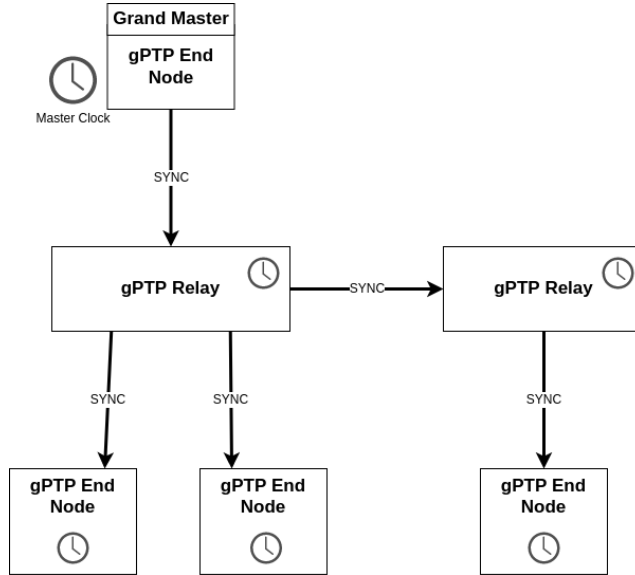 Grand Master
gPTP End
Node
Master Clock
SYNC
gPTP Relay
SYNC
gPTP Relay
SYNC
SYNC
SYNC
gPTP End
Node
gPTP End
Node
gPTP End
Node